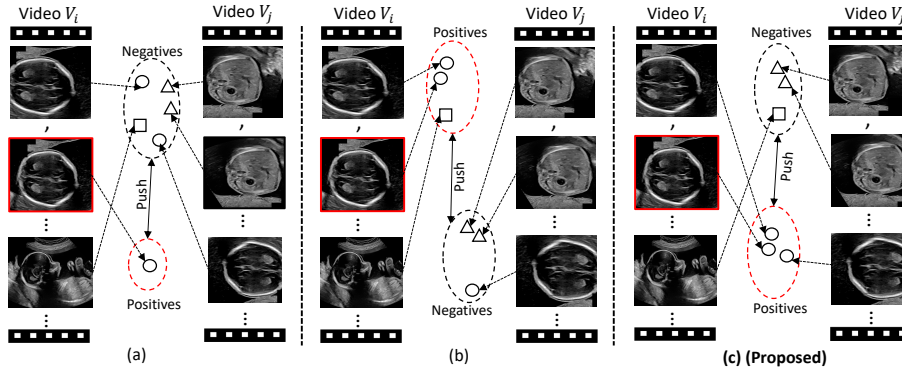 Video V_i
Video V_j
Negatives
,
,
Push
⋮
⋮
Positives
⋮
⋮
(a)
Video V_i
Video V_j
Positives
,
,
Push
⋮
⋮
Negatives
⋮
⋮
(b)
Video V_i
Video V_j
Negatives
,
,
Push
⋮
⋮
Positives
⋮
⋮
(c) (Proposed)